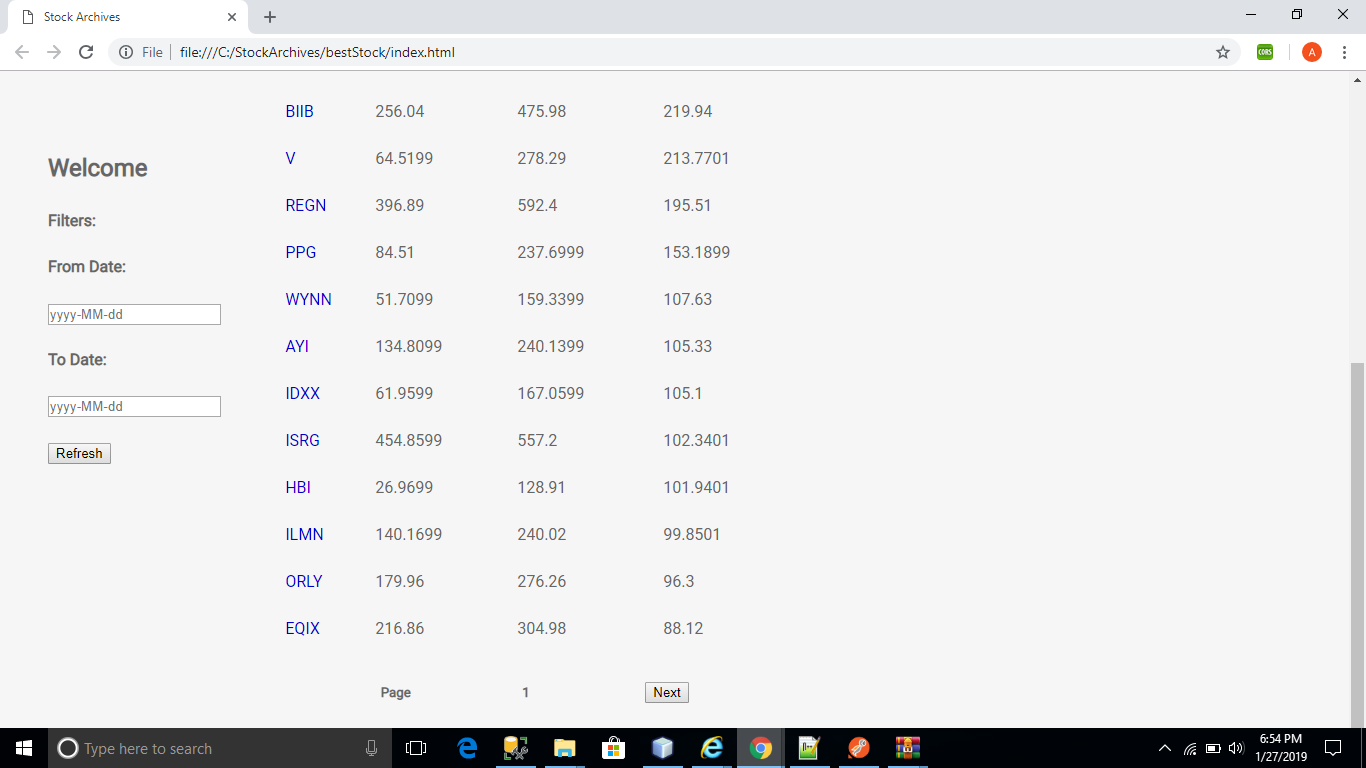 Stock Archives
File file:///C:/StockArchives/bestStock/index.html
CORS
A
Welcome
Filters:
From Date:
yyyy-MM-dd
To Date:
yyyy-MM-dd
Refresh
BIIB 256.04 475.98 219.94
V 64.5199 278.29 213.7701
REGN 396.89 592.4 195.51
PPG 84.51 237.6999 153.1899
WYNN 51.7099 159.3399 107.63
AYI 134.8099 240.1399 105.33
IDXX 61.9599 167.0599 105.1
ISRG 454.8599 557.2 102.3401
HBI 26.9699 128.91 101.9401
ILMN 140.1699 240.02 99.8501
ORLY 179.96 276.26 96.3
EQIX 216.86 304.98 88.12
Page 1 Next
Type here to search
6:54 PM
1/27/2019